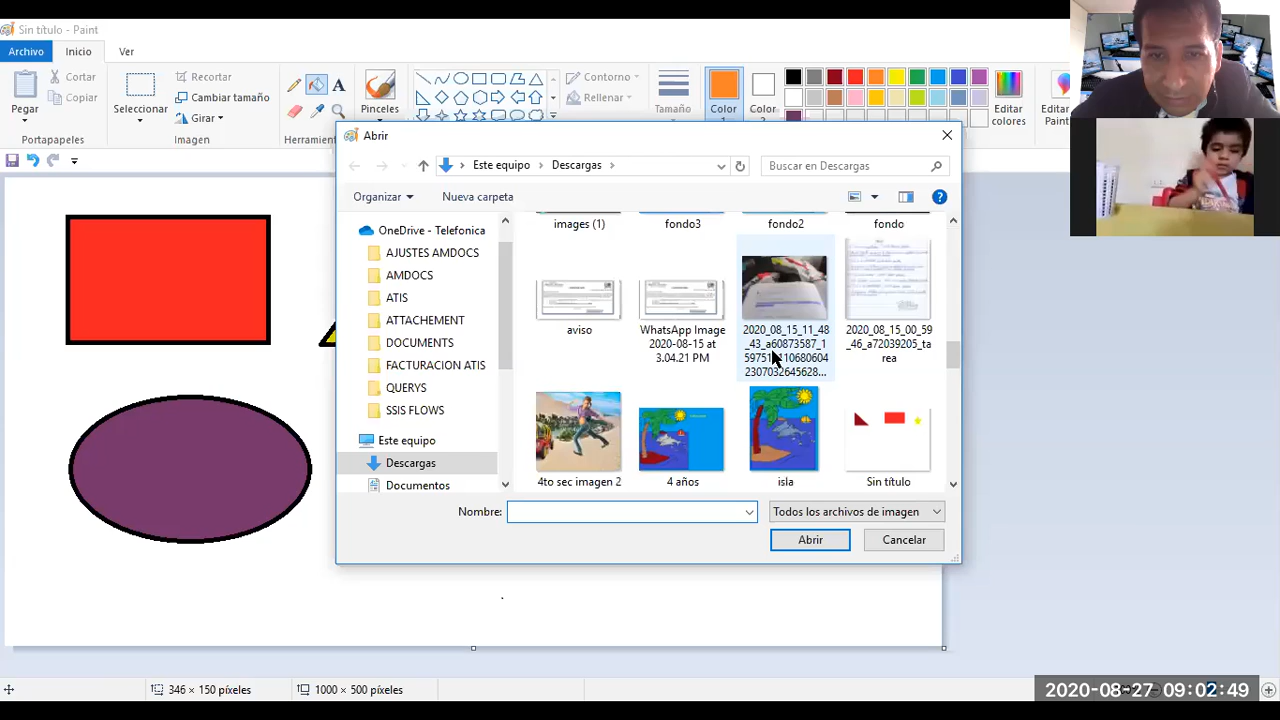 Sin título - Paint
Archivo Inicio Ver
Pegar
Cortar
Copiar
Portapapeles
Seleccionar
Recortar
Cambiar tamaño
Girar
Imagen
A
Herramient
Pinceles
Contorno
Rellenar
Tamaño
Color
1
Color
2
Editar
colores
Editar
Paint
Abrir
Este equipo > Descargas >
Buscar en Descargas
Organizar
Nueva carpeta
OneDrive - Telefonica
AJUSTES AMDOCS
AMDOCS
ATIS
ATTACHEMENT
DOCUMENTS
FACTURACION ATIS
QUERYS
SSIS FLOWS
Este equipo
Descargas
Documentos
images (1)
fondo3
fondo2
fondo
aviso
WhatsApp Image
2020-08-15 at
3.04.21 PM
2020_08_15_11_48
_43_a60873587_1
2307032645628...
2020_08_15_00_59
_46_a72039205_ta
rea
4to sec imagen 2
4 años
isla
Sin título
Nombre:
Todos los archivos de imagen
Abrir
Cancelar
346 × 150 píxeles
1000 × 500 píxeles
2020-08-27 09:02:49